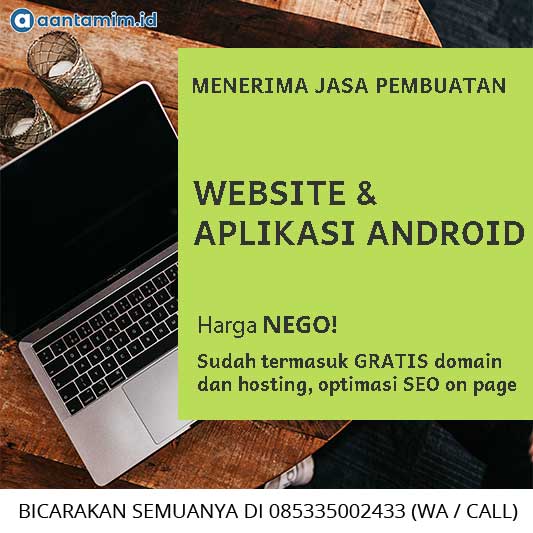 aantamim.id
MENERIMA JASA PEMBUATAN
WEBSITE &
APLIKASI ANDROID
Harga NEGO!
Sudah termasuk GRATIS domain
dan hosting, optimasi SEO on page
BICARAKAN SEMUANYA DI 085335002433 (WA / CALL)